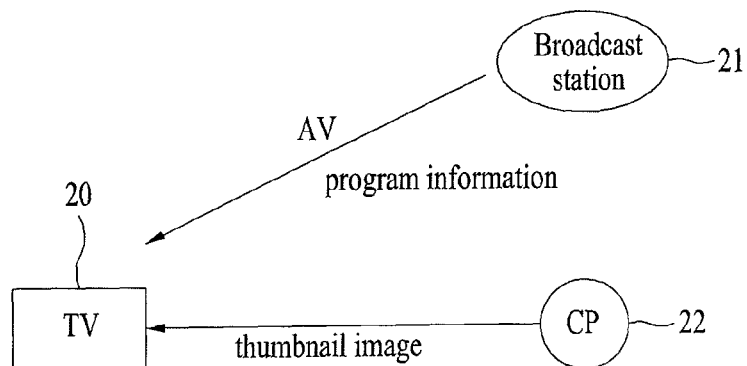 Broadcast
station
21
AV
program information
20
TV
CP
22
thumbnail image